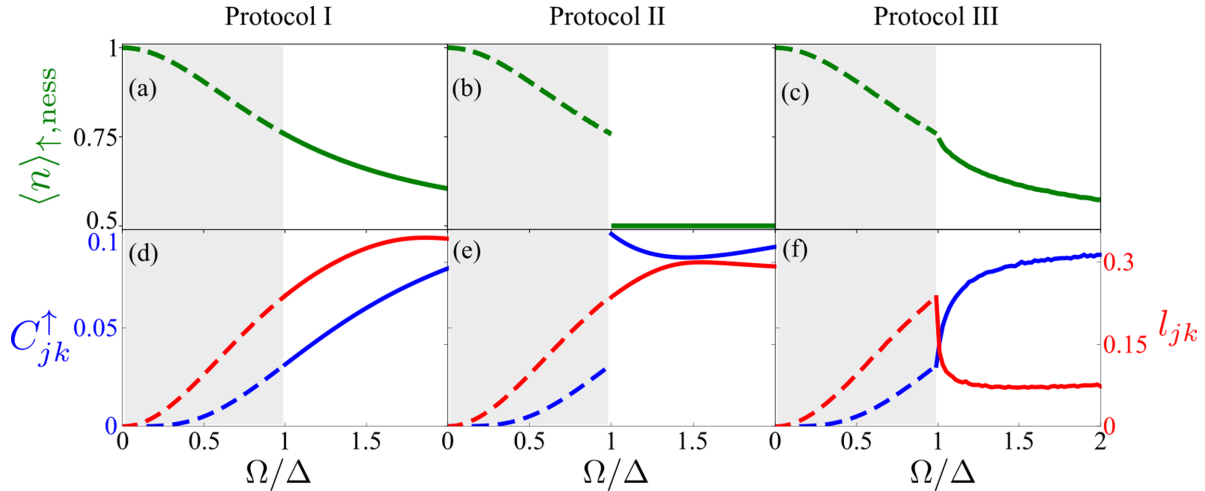 Protocol I Protocol II Protocol III
1
0.75
0.5
⟨n⟩↑,ness
(a) (b) (c)
(d) (e) (f)
0.1
0.05
0
C↑jk
0.3
0.15
0
ljk
0 0.5 1 1.5 0 0.5 1 1.5 0 0.5 1 1.5 2
Ω/Δ Ω/Δ Ω/Δ